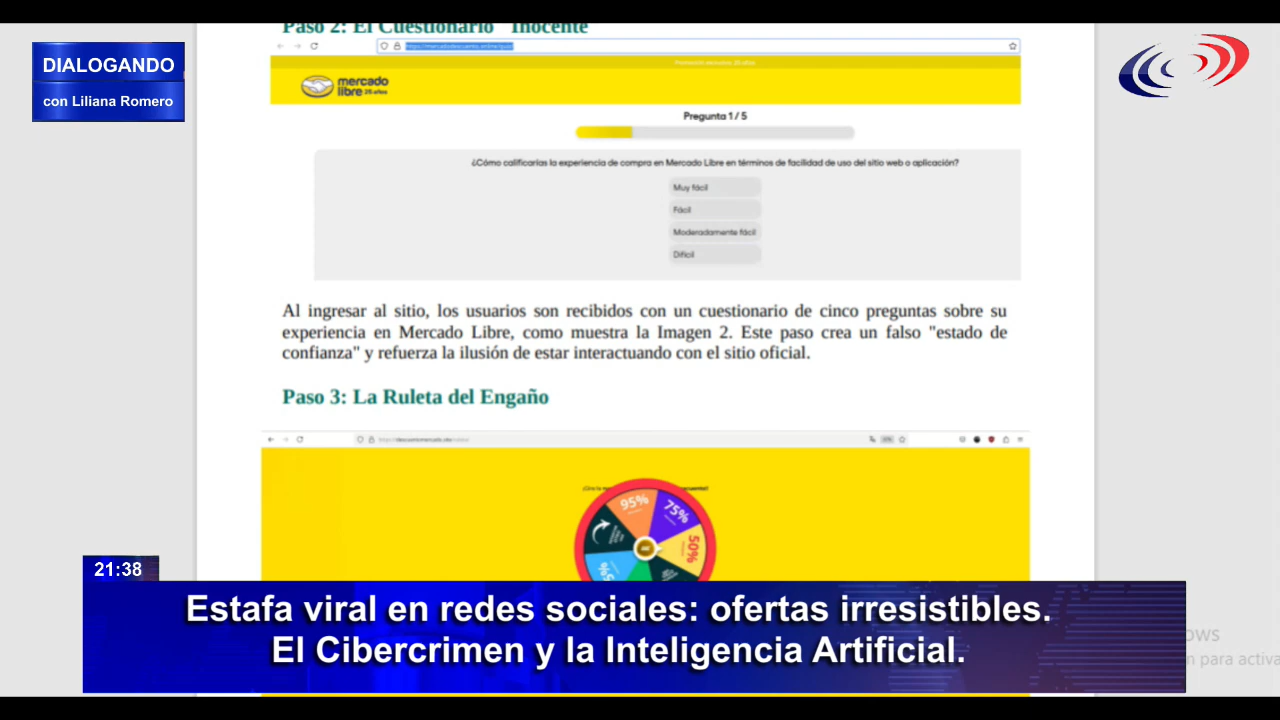 Paso 2: El Cuestionario "Inocente"
DIALOGANDO
con Liliana Romero
mercado
libre 25 años
Pregunta 1 / 5
¿Cómo calificarías la experiencia de compra en Mercado Libre en términos de facilidad de uso del sitio web o aplicación?
Muy fácil
Fácil
Moderadamente fácil
Difícil
Al ingresar al sitio, los usuarios son recibidos con un cuestionario de cinco preguntas sobre su
experiencia en Mercado Libre, como muestra la Imagen 2. Este paso crea un falso "estado de
confianza" y refuerza la ilusión de estar interactuando con el sitio oficial.
Paso 3: La Ruleta del Engaño
95%
75%
50%
21:38
Estafa viral en redes sociales: ofertas irresistibles.
El Cibercrimen y la Inteligencia Artificial.
para activa